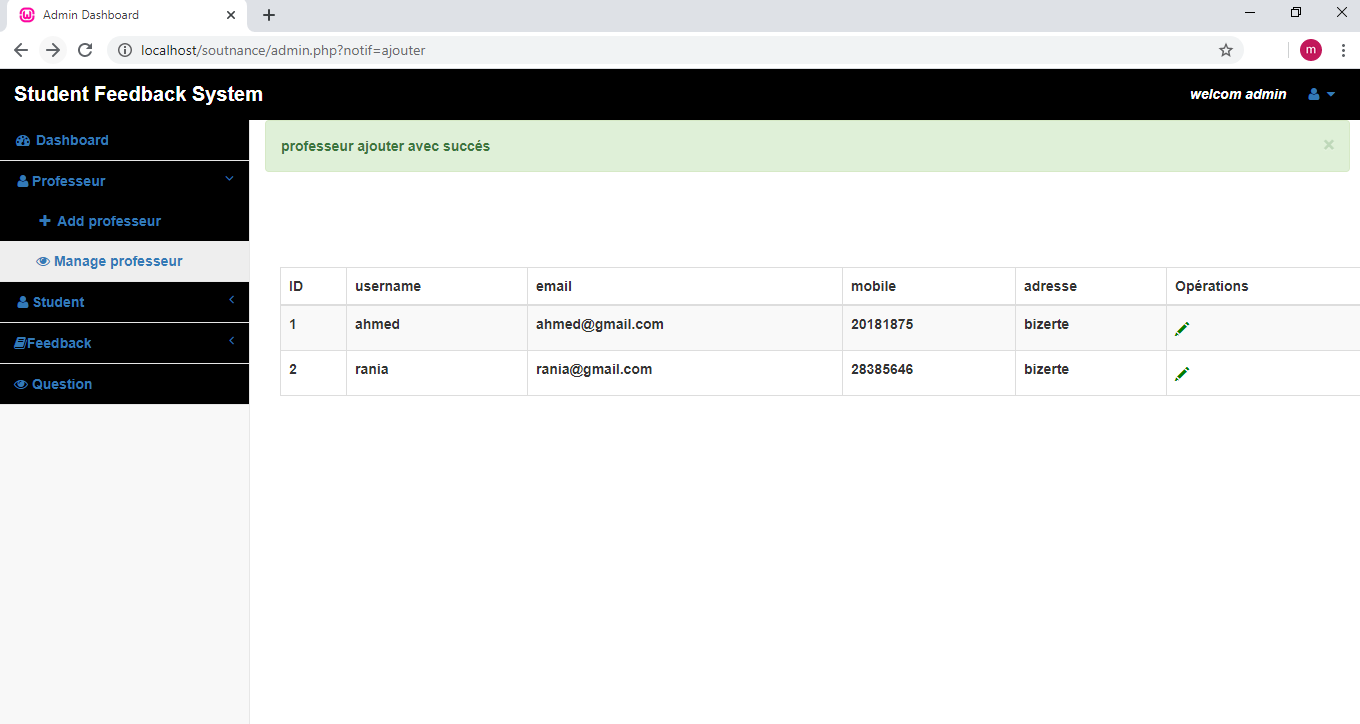 Admin Dashboard
localhost/soutnance/admin.php?notif=ajouter
m
Student Feedback System
welcom admin
Dashboard
professeur ajouter avec succés
×
Professeur
Add professeur
Manage professeur
Student
Feedback
Question
ID username email mobile adresse Opérations
1 ahmed ahmed@gmail.com 20181875 bizerte
2 rania rania@gmail.com 28385646 bizerte